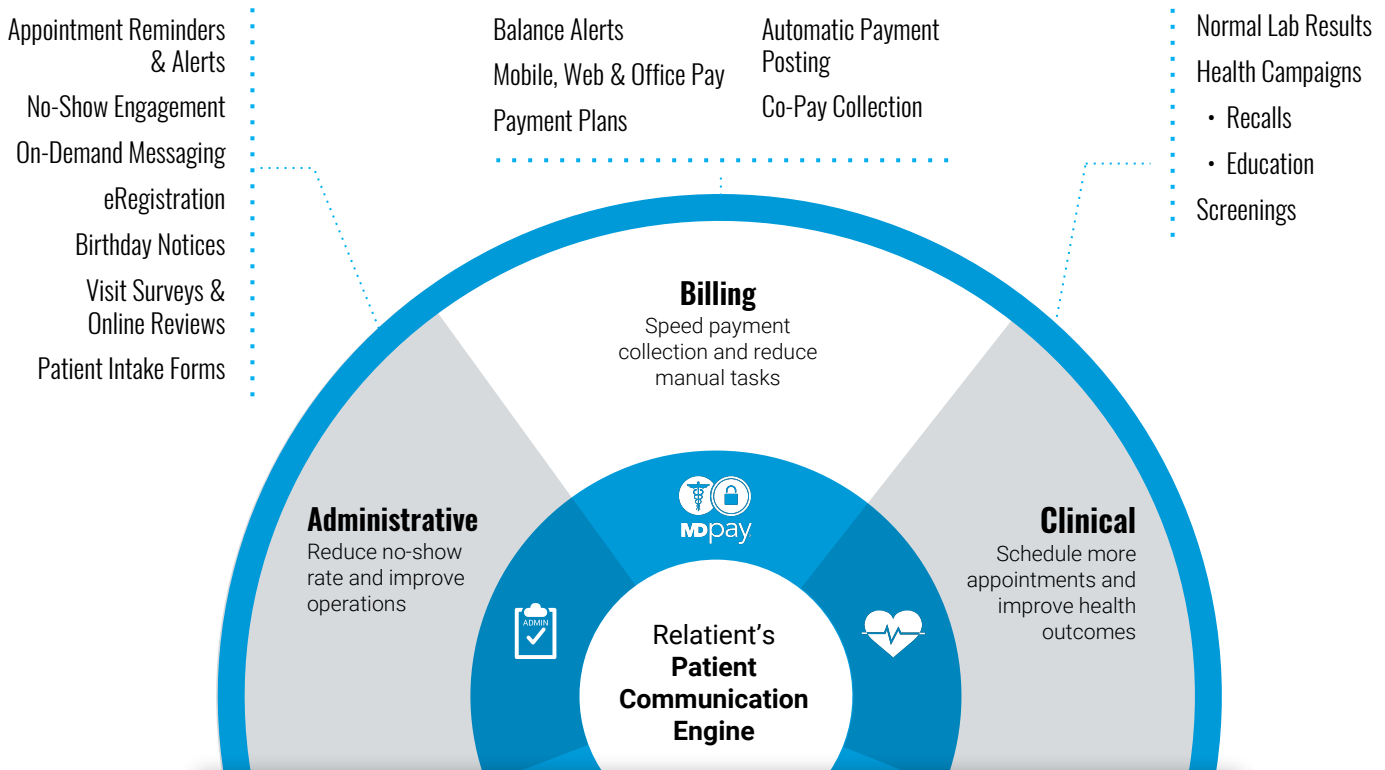 Appointment Reminders
& Alerts
No-Show Engagement
On-Demand Messaging
eRegistration
Birthday Notices
Visit Surveys &
Online Reviews
Patient Intake Forms
Balance Alerts
Mobile, Web & Office Pay
Payment Plans
Automatic Payment
Posting
Co-Pay Collection
Normal Lab Results
Health Campaigns
• Recalls
• Education
Screenings
Billing
Speed payment
collection and reduce
manual tasks
MDpay
Administrative
Reduce no-show
rate and improve
operations
ADMIN
Clinical
Schedule more
appointments and
improve health
outcomes
Relatient's
Patient
Communication
Engine